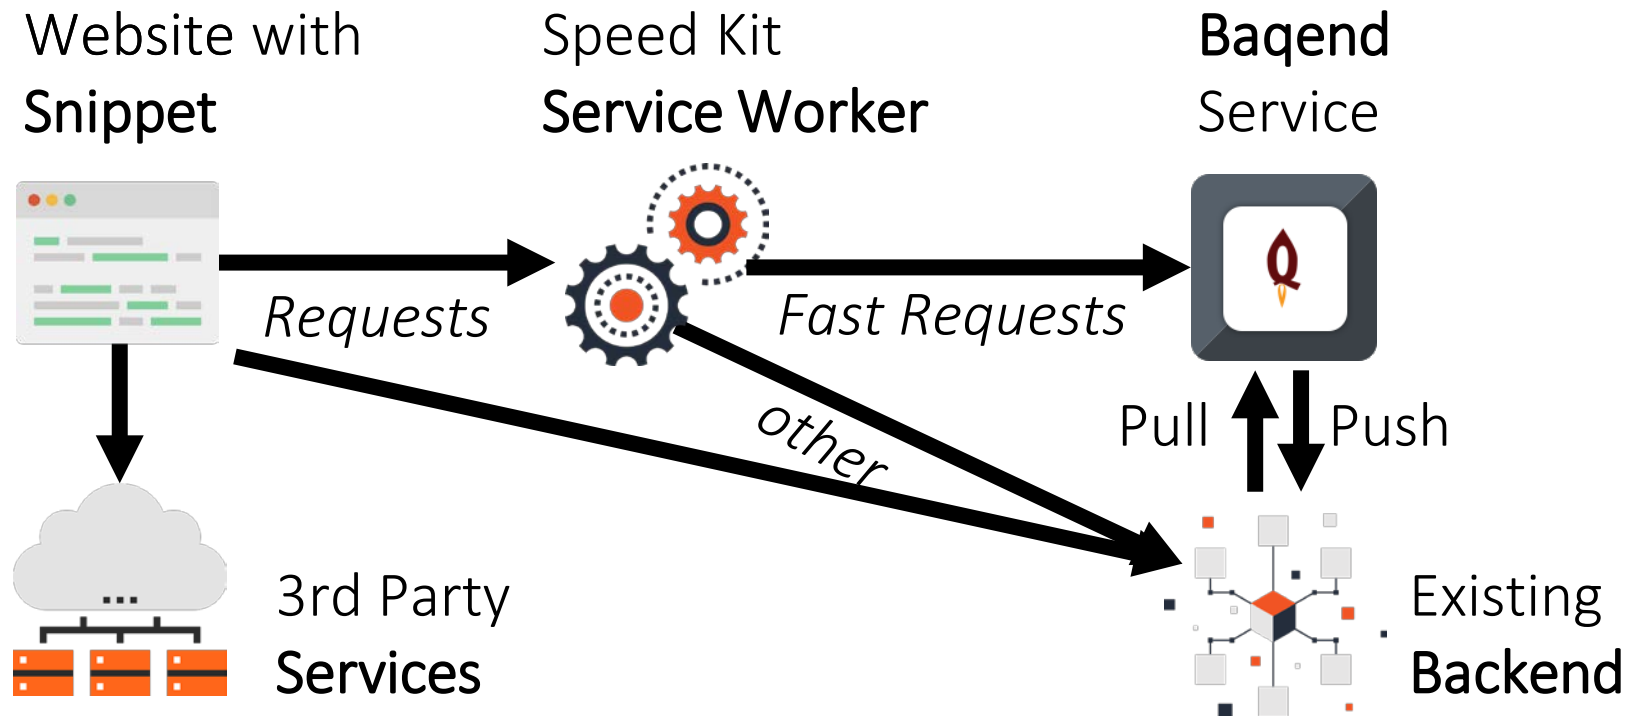 Website with
Snippet
Speed Kit
Service Worker
Baqend
Service
Requests
Fast Requests
other
Pull
Push
3rd Party
Services
Existing
Backend